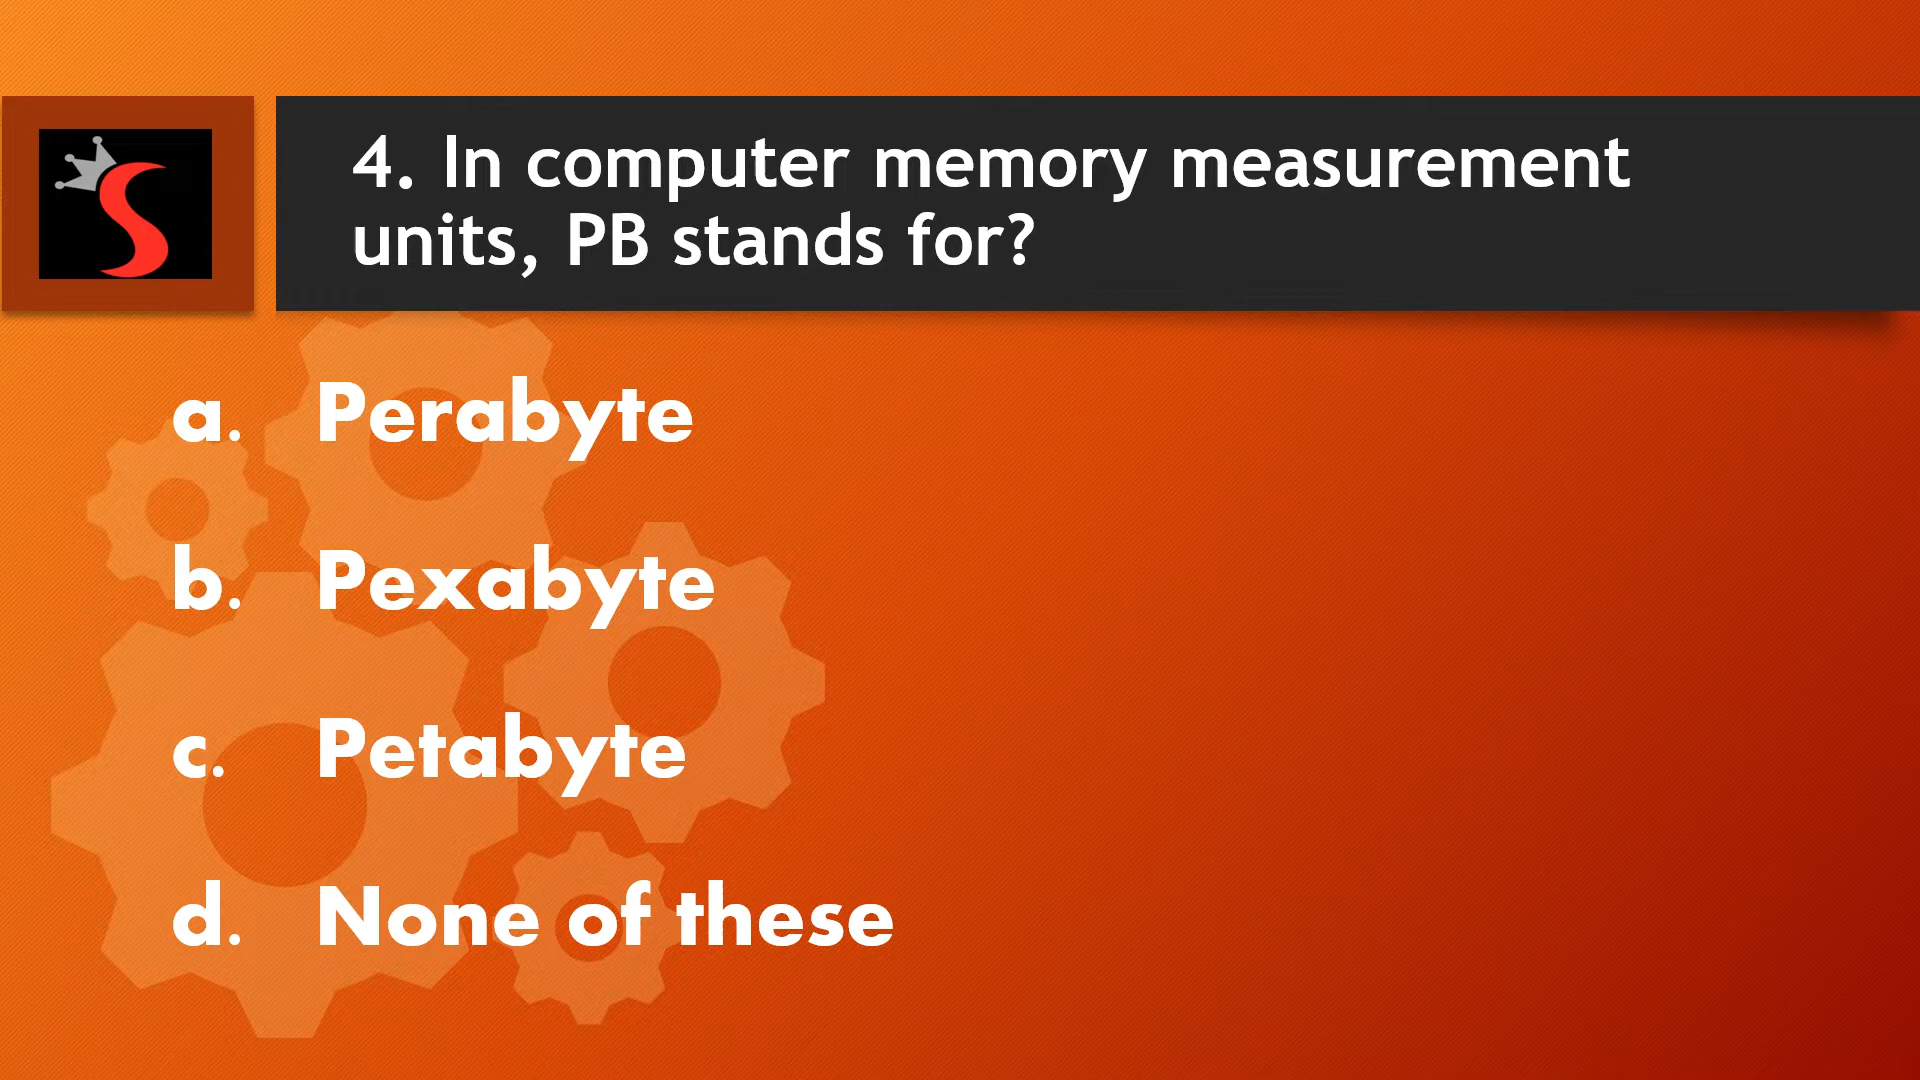 4. In computer memory measurement
units, PB stands for?
a. Perabyte
b. Pexabyte
c. Petabyte
d. None of these